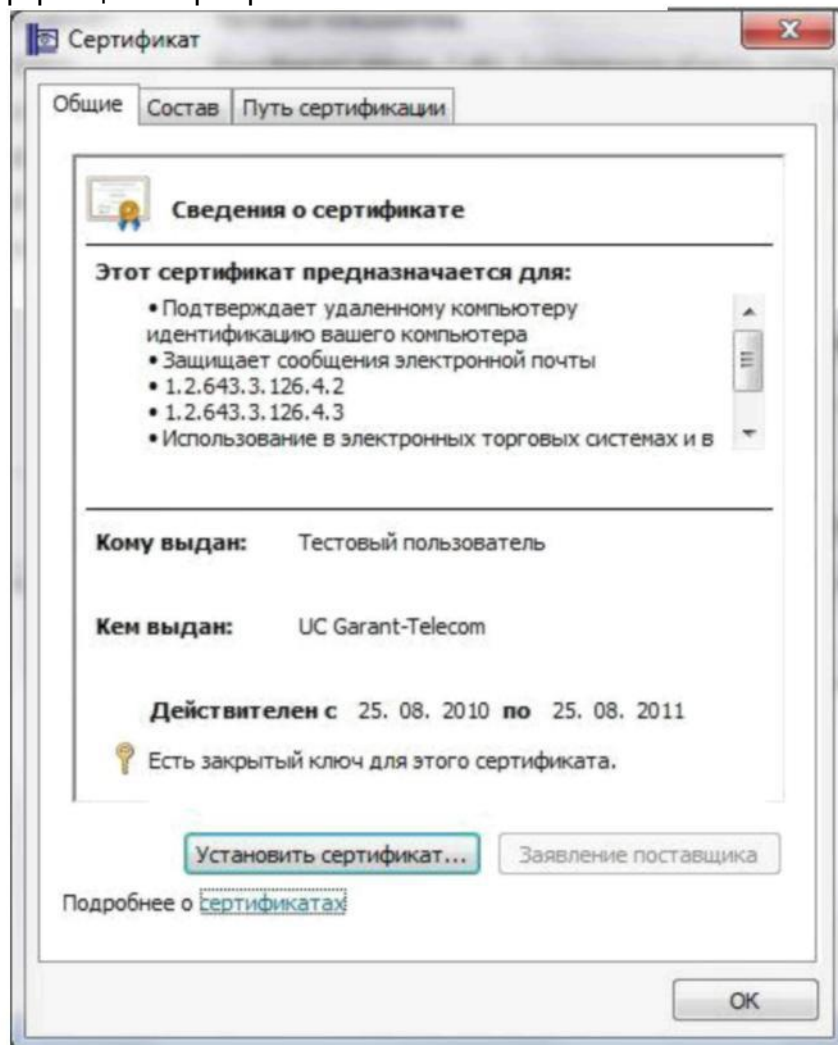 Сертификат
Общие
Состав
Путь сертификации
Сведения о сертификате
Этот сертификат предназначается для:
• Подтверждает удаленному компьютеру
идентификацию вашего компьютера
• Защищает сообщения электронной почты
• 1.2.643.3.126.4.2
• 1.2.643.3.126.4.3
• Использование в электронных торговых системах и в
Кому выдан: Тестовый пользователь
Кем выдан: UC Garant-Telecom
Действителен с 25. 08. 2010 по 25. 08. 2011
Есть закрытый ключ для этого сертификата.
Установить сертификат...
Заявление поставщика
Подробнее о сертификатах
ОК